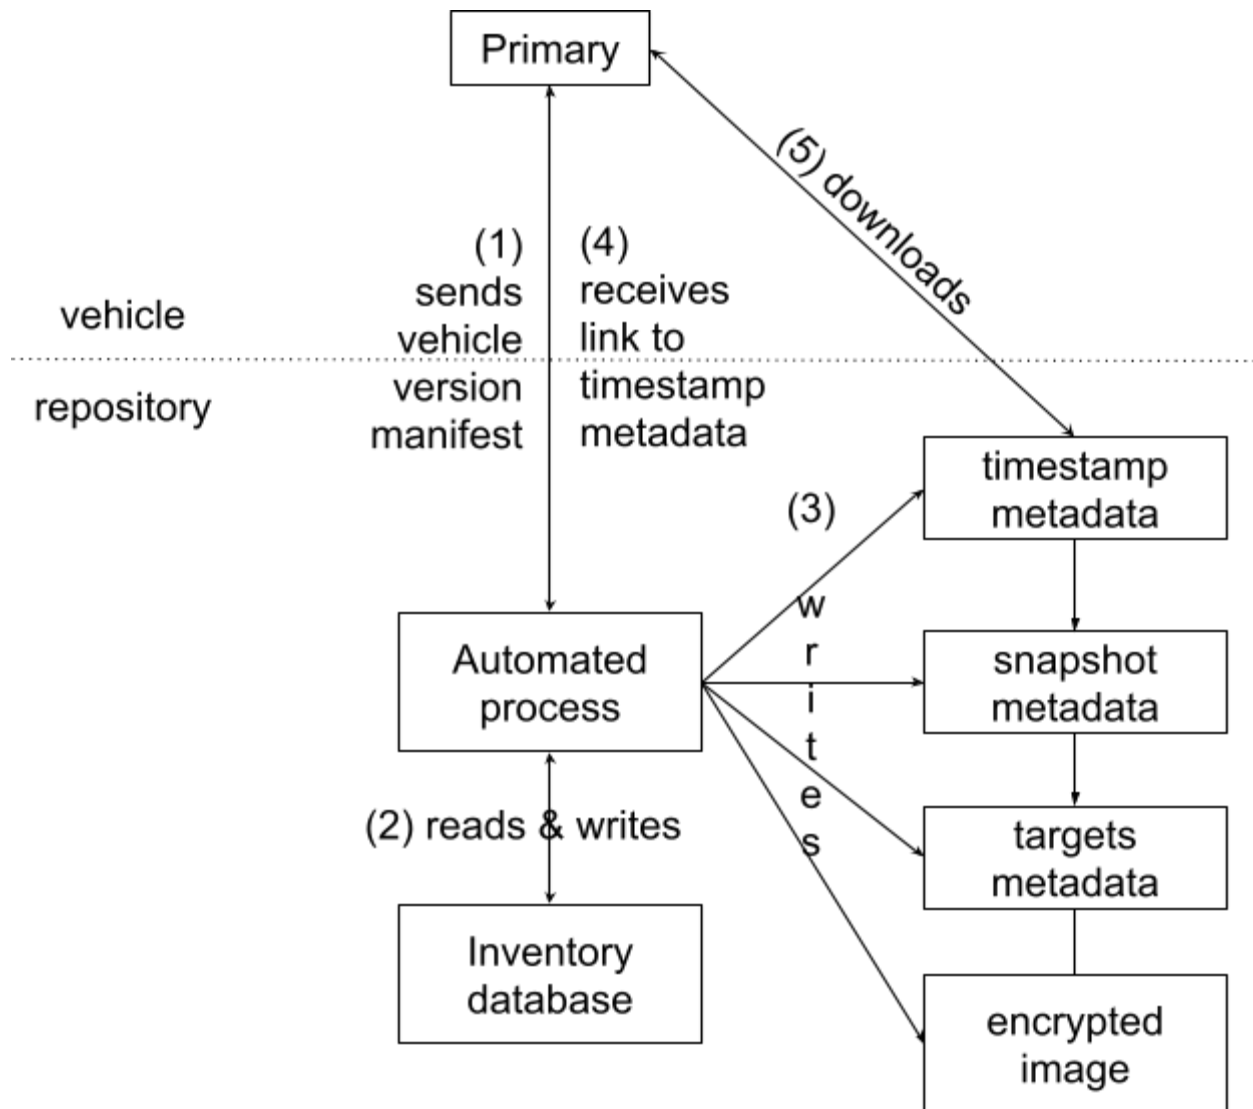 Primary
(5) downloads
(1)
sends
vehicle
version
manifest
(4)
receives
link to
timestamp
metadata
vehicle
repository
timestamp
metadata
(3)
writes
Automated
process
snapshot
metadata
(2) reads & writes
targets
metadata
Inventory
database
encrypted
image